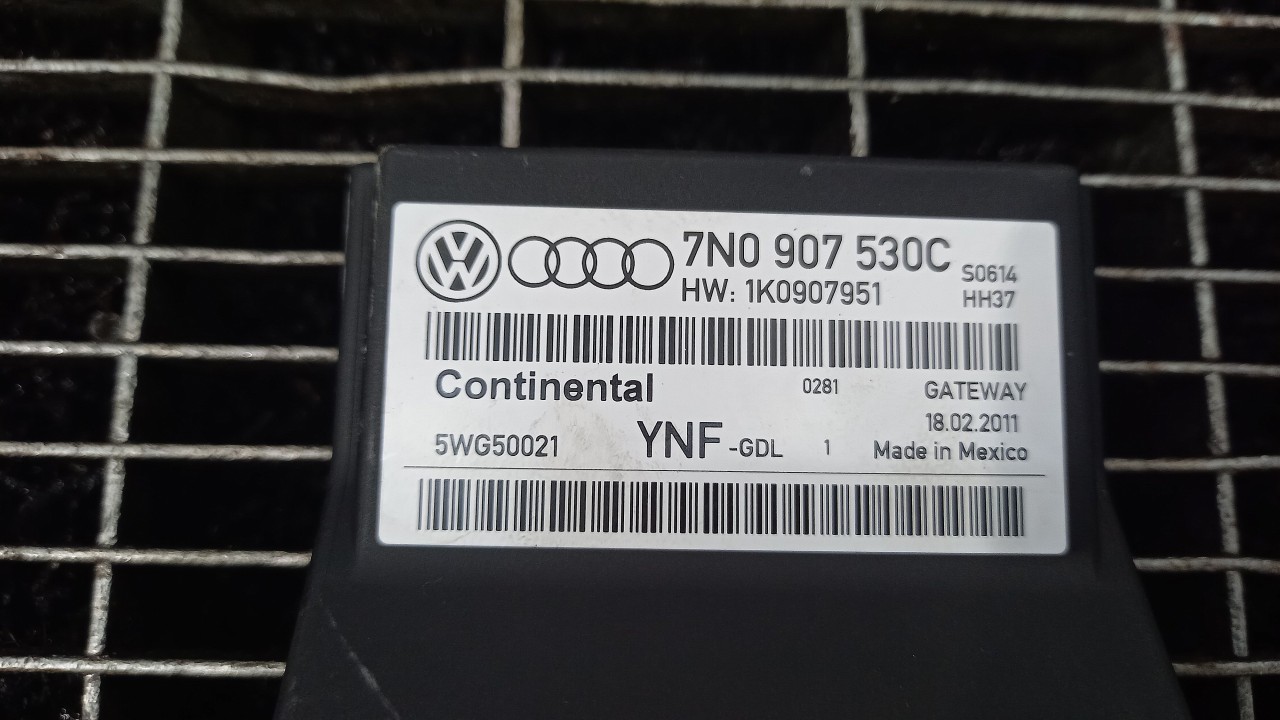 7N0 907 530C S0614
HW: 1K0907951 HH37
Continental 0281 GATEWAY
18.02.2011
5WG50021 YNF -GDL 1 Made in Mexico